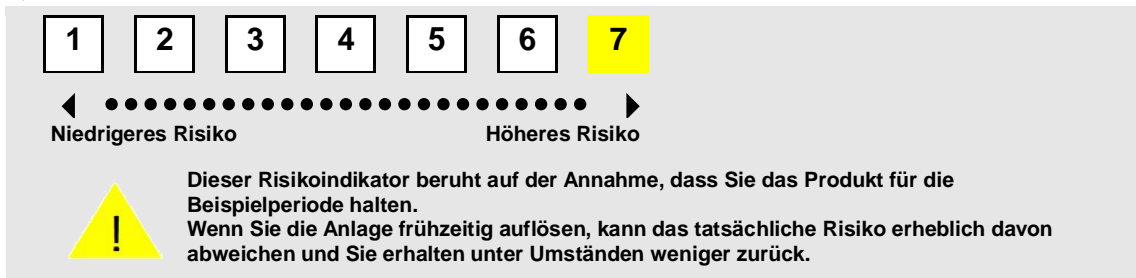 1 2 3 4 5 6 7
Niedrigeres Risiko Höheres Risiko
Dieser Risikoindikator beruht auf der Annahme, dass Sie das Produkt für die
Beispielperiode halten.
Wenn Sie die Anlage frühzeitig auflösen, kann das tatsächliche Risiko erheblich davon
abweichen und Sie erhalten unter Umständen weniger zurück.
!